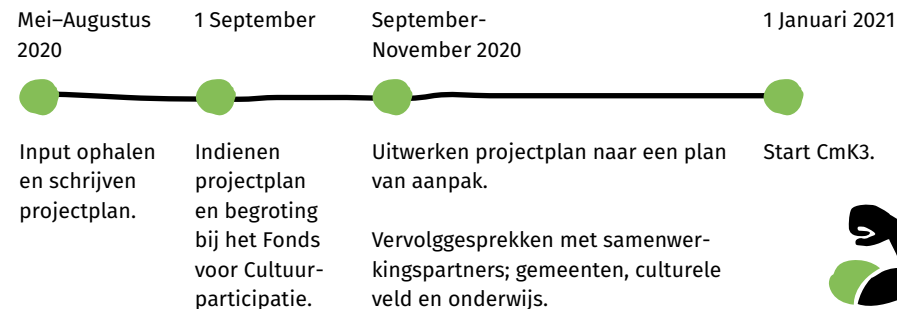 Mei–Augustus
2020
1 September
September-
November 2020
1 Januari 2021
Input ophalen
en schrijven
projectplan.
Indienen
projectplan
en begroting
bij het Fonds
voor Cultuur-
participatie.
Uitwerken projectplan naar een plan
van aanpak.
Vervolggesprekken met samenwer-
kingspartners; gemeenten, culturele
veld en onderwijs.
Start CmK3.